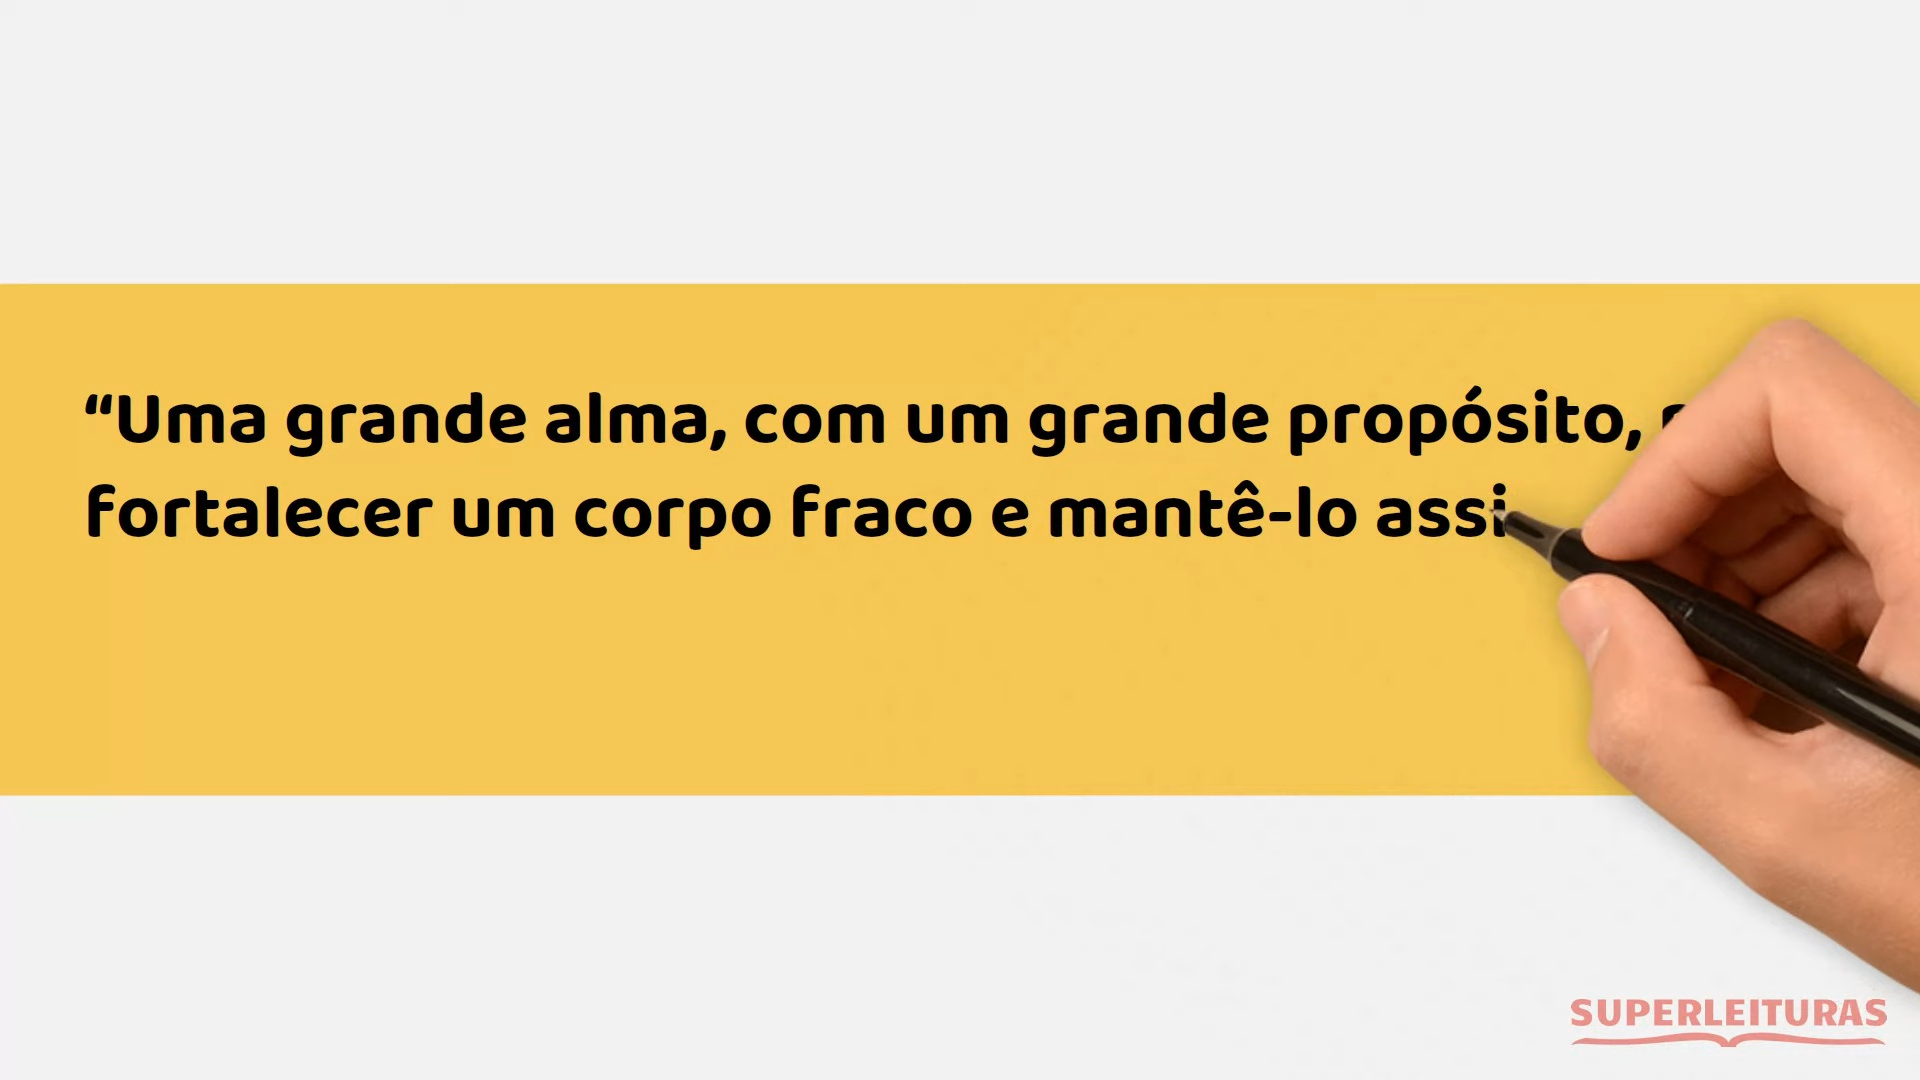 “Uma grande alma, com um grande propósito,
fortalecer um corpo fraco e mantê-lo assi
SUPERLEITURAS